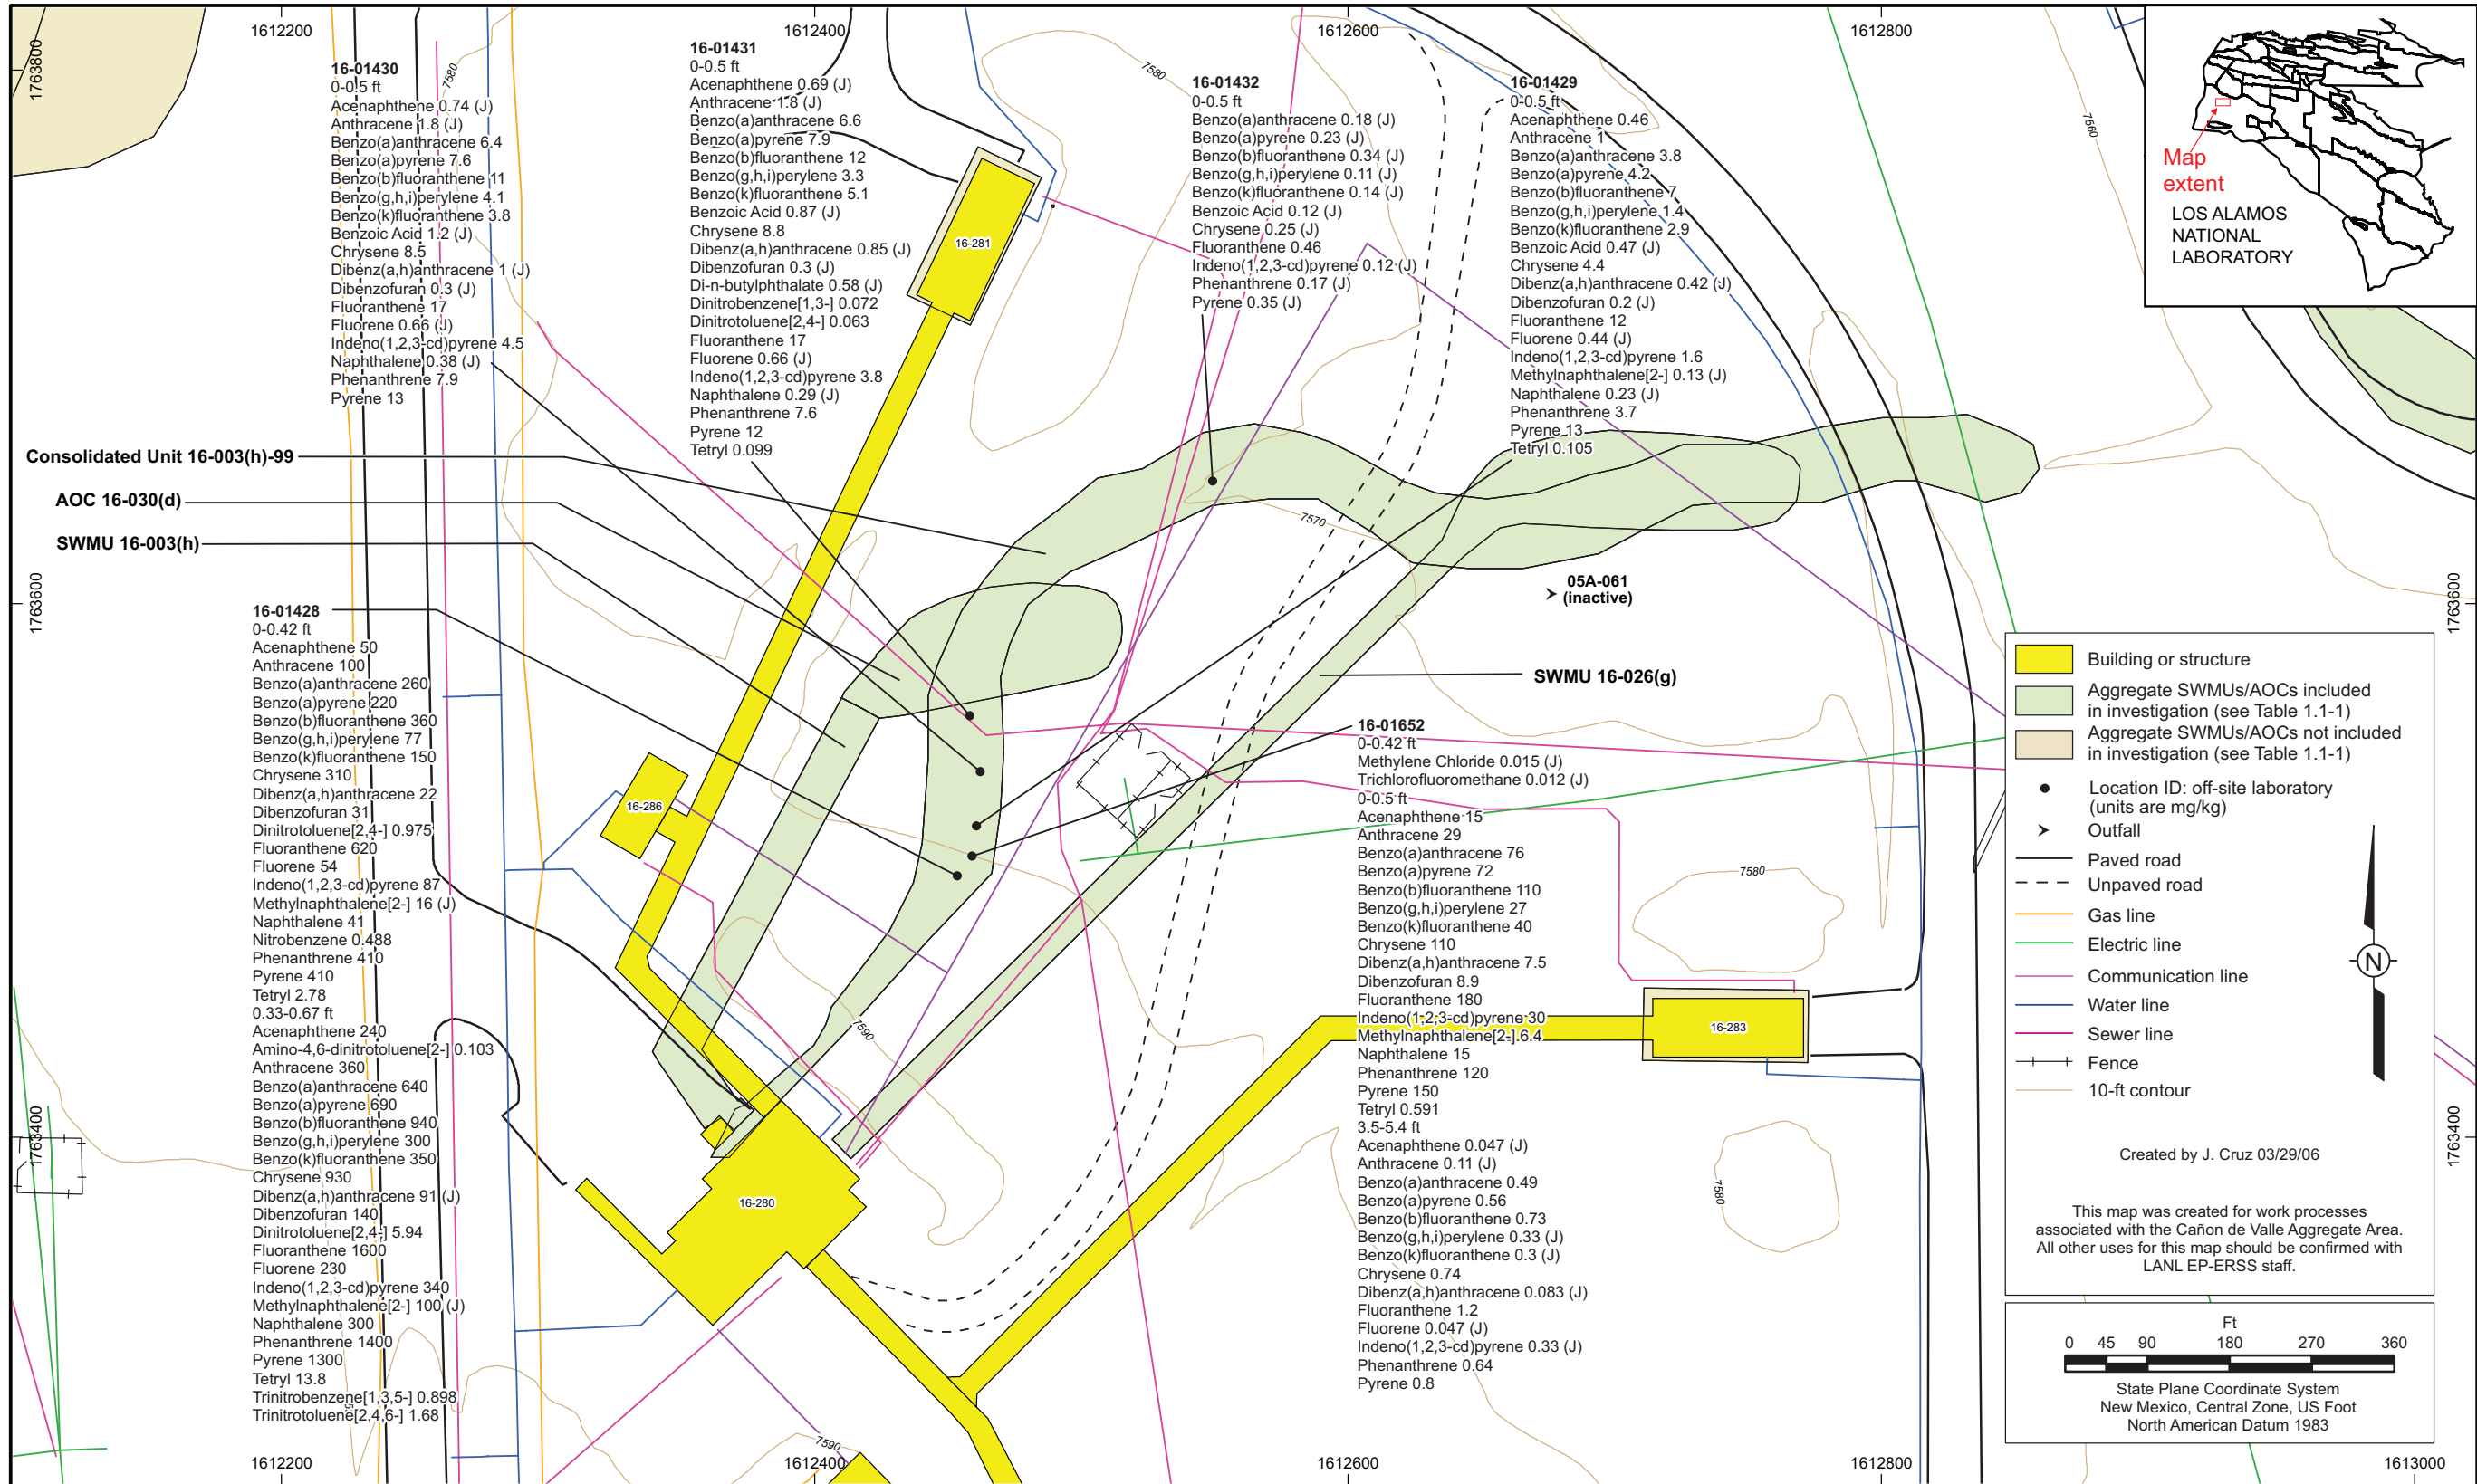 1612200
1612400
1612600
1612800
1763800
1763600
1763400
16-01430
0-0.5 ft
Acenaphthene 0.74 (J)
Anthracene 1.8 (J)
Benzo(a)anthracene 6.4
Benzo(a)pyrene 7.6
Benzo(b)fluoranthene 11
Benzo(g,h,i)perylene 4.1
Benzo(k)fluoranthene 3.8
Benzoic Acid 1.2 (J)
Chrysene 8.5
Dibenz(a,h)anthracene 1 (J)
Dibenzofuran 0.3 (J)
Fluoranthene 17
Fluorene 0.66 (J)
Indeno(1,2,3-cd)pyrene 4.5
Naphthalene 0.38 (J)
Phenanthrene 7.9
Pyrene 13
16-01431
0-0.5 ft
Acenaphthene 0.69 (J)
Anthracene 1.8 (J)
Benzo(a)anthracene 6.6
Benzo(a)pyrene 7.9
Benzo(b)fluoranthene 12
Benzo(g,h,i)perylene 3.3
Benzo(k)fluoranthene 5.1
Benzoic Acid 0.87 (J)
Chrysene 8.8
Dibenz(a,h)anthracene 0.85 (J)
Dibenzofuran 0.3 (J)
Di-n-butylphthalate 0.58 (J)
Dinitrobenzene[1,3-] 0.072
Dinitrotoluene[2,4-] 0.063
Fluoranthene 17
Fluorene 0.66 (J)
Indeno(1,2,3-cd)pyrene 3.8
Naphthalene 0.29 (J)
Phenanthrene 7.6
Pyrene 12
Tetryl 0.099
16-01432
0-0.5 ft
Benzo(a)anthracene 0.18 (J)
Benzo(a)pyrene 0.23 (J)
Benzo(b)fluoranthene 0.34 (J)
Benzo(g,h,i)perylene 0.11 (J)
Benzo(k)fluoranthene 0.14 (J)
Benzoic Acid 0.12 (J)
Chrysene 0.25 (J)
Fluoranthene 0.46
Indeno(1,2,3-cd)pyrene 0.12 (J)
Phenanthrene 0.17 (J)
Pyrene 0.35 (J)
16-01429
0-0.5 ft
Acenaphthene 0.46
Anthracene 1
Benzo(a)anthracene 3.8
Benzo(a)pyrene 4.2
Benzo(b)fluoranthene 7
Benzo(g,h,i)perylene 1.4
Benzo(k)fluoranthene 2.9
Benzoic Acid 0.47 (J)
Chrysene 4.4
Dibenz(a,h)anthracene 0.42 (J)
Dibenzofuran 0.2 (J)
Fluoranthene 12
Fluorene 0.44 (J)
Indeno(1,2,3-cd)pyrene 1.6
Methylnaphthalene[2-] 0.13 (J)
Naphthalene 0.23 (J)
Phenanthrene 3.7
Pyrene 13
Tetryl 0.105
Map
extent
LOS ALAMOS
NATIONAL
LABORATORY
7580
7580
7560
7570
7580
7580
7590
7590
16-281
16-286
16-280
16-283
Consolidated Unit 16-003(h)-99
AOC 16-030(d)
SWMU 16-003(h)
SWMU 16-026(g)
05A-061
(inactive)
16-01428
0-0.42 ft
Acenaphthene 50
Anthracene 100
Benzo(a)anthracene 260
Benzo(a)pyrene 220
Benzo(b)fluoranthene 360
Benzo(g,h,i)perylene 77
Benzo(k)fluoranthene 150
Chrysene 310
Dibenz(a,h)anthracene 22
Dibenzofuran 31
Dinitrotoluene[2,4-] 0.975
Fluoranthene 620
Fluorene 54
Indeno(1,2,3-cd)pyrene 87
Methylnaphthalene[2-] 16 (J)
Naphthalene 41
Nitrobenzene 0.488
Phenanthrene 410
Pyrene 410
Tetryl 2.78
0.33-0.67 ft
Acenaphthene 240
Amino-4,6-dinitrotoluene[2-] 0.103
Anthracene 360
Benzo(a)anthracene 640
Benzo(a)pyrene 690
Benzo(b)fluoranthene 940
Benzo(g,h,i)perylene 300
Benzo(k)fluoranthene 350
Chrysene 930
Dibenz(a,h)anthracene 91 (J)
Dibenzofuran 140
Dinitrotoluene[2,4-] 5.94
Fluoranthene 1600
Fluorene 230
Indeno(1,2,3-cd)pyrene 340
Methylnaphthalene[2-] 100 (J)
Naphthalene 300
Phenanthrene 1400
Pyrene 1300
Tetryl 13.8
Trinitrobenzene[1,3,5-] 0.898
Trinitrotoluene[2,4,6-] 1.68
16-01652
0-0.42 ft
Methylene Chloride 0.015 (J)
Trichlorofluoromethane 0.012 (J)
0-0.5 ft
Acenaphthene 15
Anthracene 29
Benzo(a)anthracene 76
Benzo(a)pyrene 72
Benzo(b)fluoranthene 110
Benzo(g,h,i)perylene 27
Benzo(k)fluoranthene 40
Chrysene 110
Dibenz(a,h)anthracene 7.5
Dibenzofuran 8.9
Fluoranthene 180
Indeno(1,2,3-cd)pyrene 30
Methylnaphthalene[2-] 6.4
Naphthalene 15
Phenanthrene 120
Pyrene 150
Tetryl 0.591
3.5-5.4 ft
Acenaphthene 0.047 (J)
Anthracene 0.11 (J)
Benzo(a)anthracene 0.49
Benzo(a)pyrene 0.56
Benzo(b)fluoranthene 0.73
Benzo(g,h,i)perylene 0.33 (J)
Benzo(k)fluoranthene 0.3 (J)
Chrysene 0.74
Dibenz(a,h)anthracene 0.083 (J)
Fluoranthene 1.2
Fluorene 0.047 (J)
Indeno(1,2,3-cd)pyrene 0.33 (J)
Phenanthrene 0.64
Pyrene 0.8
1763600
1763400
Building or structure
Aggregate SWMUs/AOCs included
in investigation (see Table 1.1-1)
Aggregate SWMUs/AOCs not included
in investigation (see Table 1.1-1)
Location ID: off-site laboratory
(units are mg/kg)
Outfall
Paved road
Unpaved road
Gas line
Electric line
Communication line
Water line
Sewer line
Fence
10-ft contour
N
Created by J. Cruz 03/29/06
This map was created for work processes
associated with the Cañon de Valle Aggregate Area.
All other uses for this map should be confirmed with
LANL EP-ERSS staff.
Ft
0 45 90 180 270 360
State Plane Coordinate System
New Mexico, Central Zone, US Foot
North American Datum 1983
1612200
1612400
1612600
1612800
1613000